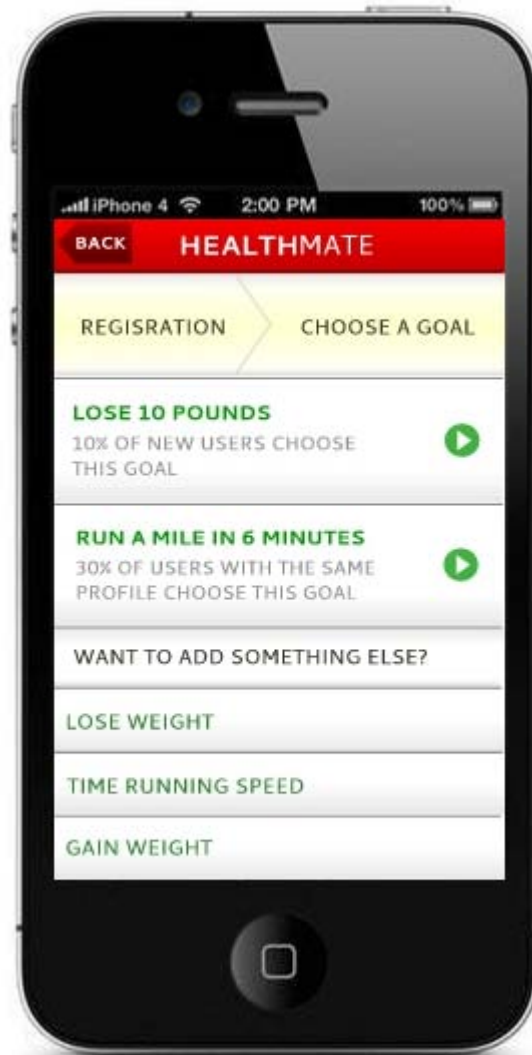 iPhone 4 2:00 PM 100%
BACK HEALTHMATE
REGISRATION CHOOSE A GOAL
LOSE 10 POUNDS
10% OF NEW USERS CHOOSE
THIS GOAL
RUN A MILE IN 6 MINUTES
30% OF USERS WITH THE SAME
PROFILE CHOOSE THIS GOAL
WANT TO ADD SOMETHING ELSE?
LOSE WEIGHT
TIME RUNNING SPEED
GAIN WEIGHT